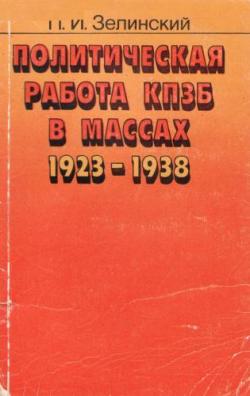 П. И. Зелинский
ПОЛИТИЧЕСКАЯ
РАБОТА КПЗБ
В МАССАХ
1923-1938